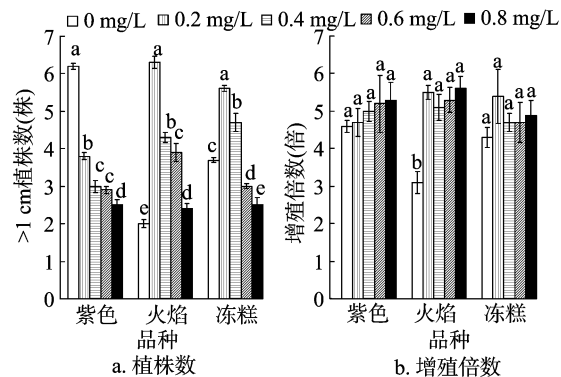 0 mg/L 0.2 mg/L 0.4 mg/L 0.6 mg/L 0.8 mg/L
>1 cm植株数(株)
7
6
5
4
3
2
1
0
a b c c d
e a b c d
c a b d e
紫色 火焰 冻糕
品种
a. 植株数
增殖倍数(倍)
7
6
5
4
3
2
1
0
a a a a a
b a a a a
a a a a a
紫色 火焰 冻糕
品种
b. 增殖倍数